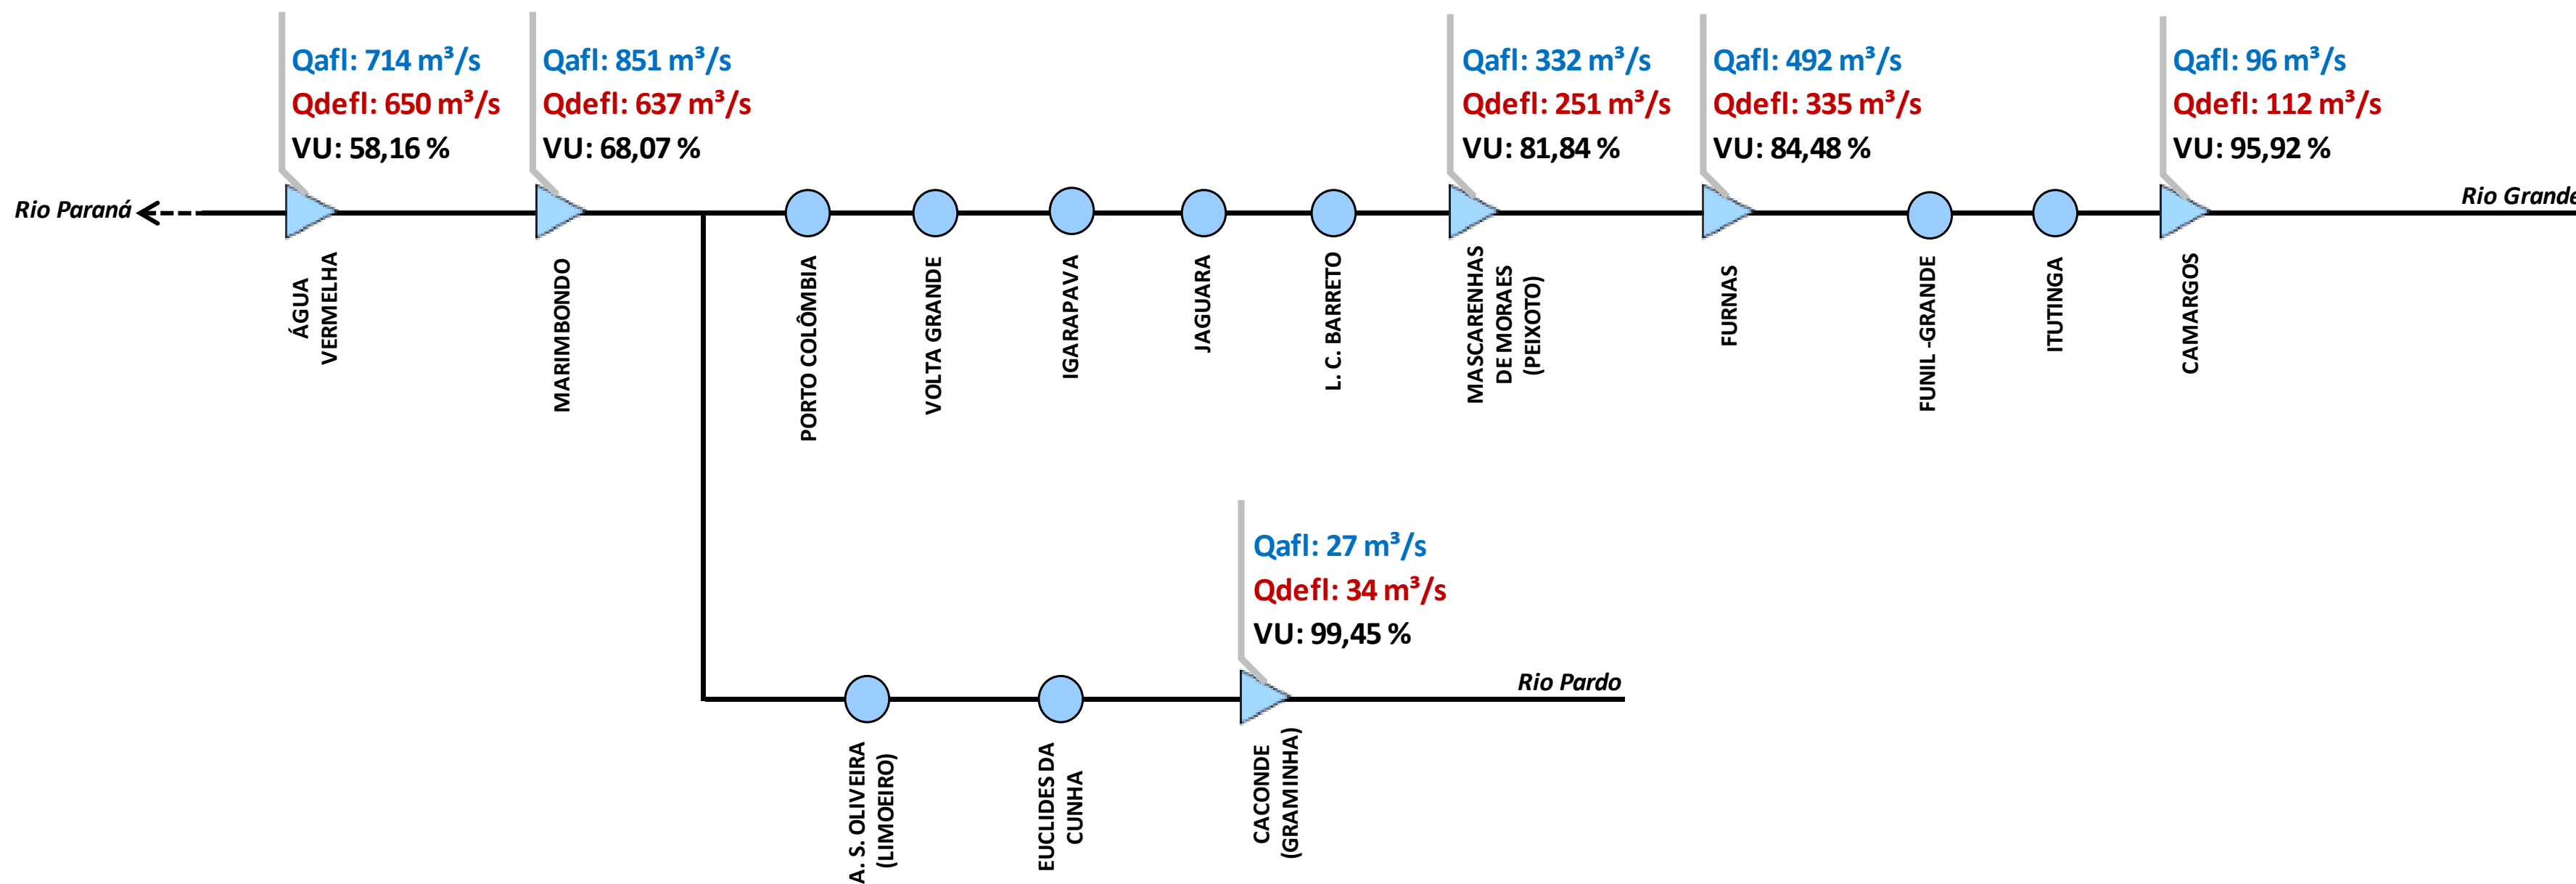 Qafl: 714 m³/s
Qdefl: 650 m³/s
VU: 58,16 %
Qafl: 851 m³/s
Qdefl: 637 m³/s
VU: 68,07 %
Qafl: 332 m³/s
Qdefl: 251 m³/s
VU: 81,84 %
Qafl: 492 m³/s
Qdefl: 335 m³/s
VU: 84,48 %
Qafl: 96 m³/s
Qdefl: 112 m³/s
VU: 95,92 %
Rio Paraná
Rio Grande
ÁGUA
VERMELHA
MARIMBONDO
PORTO COLÔMBIA
VOLTA GRANDE
IGARAPAVA
JAGUARA
L. C. BARRETO
MASCARENHAS
DE MORAES
(PEIXOTO)
FURNAS
FUNIL -GRANDE
ITUTINGA
CAMARGOS
Qafl: 27 m³/s
Qdefl: 34 m³/s
VU: 99,45 %
Rio Pardo
A. S. OLIVEIRA
(LIMOEIRO)
EUCLIDES DA
CUNHA
CACONDE
(GRAMINHA)